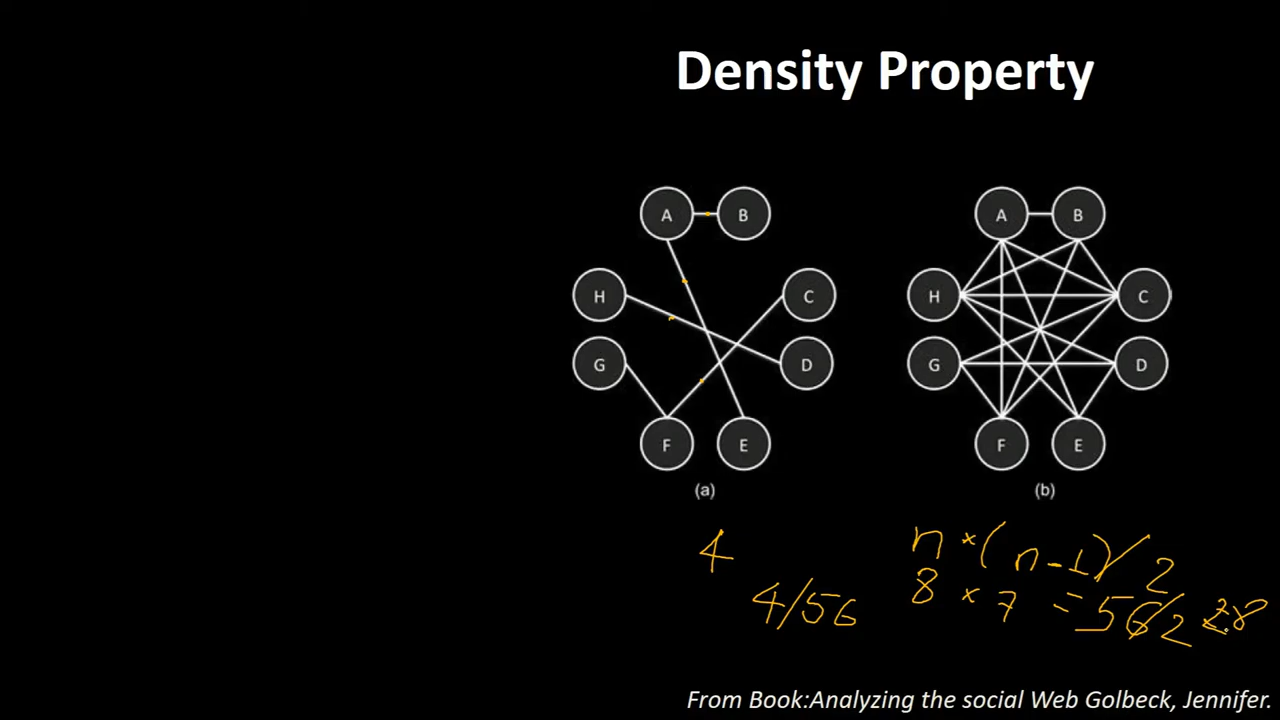 Density Property
A B
A B
H C
H C
G D
G D
F E
F E
(a)
(b)
4
n × (n-1)/2
4/56
8 × 7 = 56/2 28
From Book:Analyzing the social Web Golbeck, Jennifer.